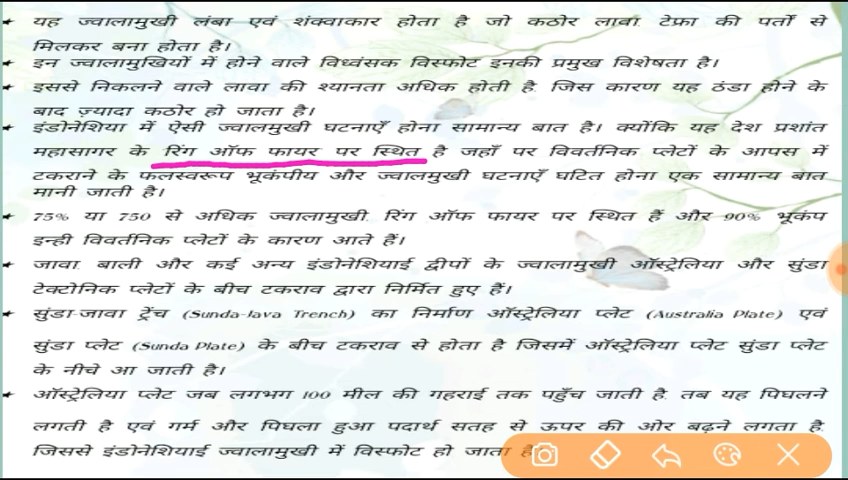 यह ज्वालामुखी लंबा एवं शंक्वाकार होता है जो कठोर लावा, टेफ्रा की पर्तों से
मिलकर बना होता है।
इन ज्वालामुखियों में होने वाले विध्वंसक विस्फोट इनकी प्रमुख विशेषता है।
इससे निकलने वाले लावा की श्यानता अधिक होती है, जिस कारण यह ठंडा होने के
बाद ज़्यादा कठोर हो जाता है।
इंडोनेशिया में ऐसी ज्वालमुखी घटनाएँ होना सामान्य बात है। क्योंकि यह देश प्रशांत
महासागर के रिंग ऑफ फायर पर स्थित है जहाँ पर विवर्तनिक प्लेटों के आपस में
टकराने के फलस्वरूप भूकंपीय और ज्वालमुखी घटनाएँ घटित होना एक सामान्य बात
मानी जाती है।
75% या 750 से अधिक ज्वालामुखी, रिंग ऑफ फायर पर स्थित हैं और 90% भूकंप
इन्ही विवर्तनिक प्लेटों के कारण आते हैं।
जावा, बाली और कई अन्य इंडोनेशियाई द्वीपों के ज्वालामुखी ऑस्ट्रेलिया और सुंडा
टेक्टोनिक प्लेटों के बीच टकराव द्वारा निर्मित हुए हैं।
सुंडा-जावा ट्रेंच (Sunda-Java Trench) का निर्माण ऑस्ट्रेलिया प्लेट (Australia Plate) एवं
सुंडा प्लेट (Sunda Plate) के बीच टकराव से होता है जिसमें ऑस्ट्रेलिया प्लेट सुंडा प्लेट
के नीचे आ जाती है।
ऑस्ट्रेलिया प्लेट जब लगभग 100 मील की गहराई तक पहुँच जाती है, तब यह पिघलने
लगती है एवं गर्म और पिघला हुआ पदार्थ सतह से ऊपर की ओर बढ़ने लगता है,
जिससे इंडोनेशियाई ज्वालामुखी में विस्फोट हो जाता